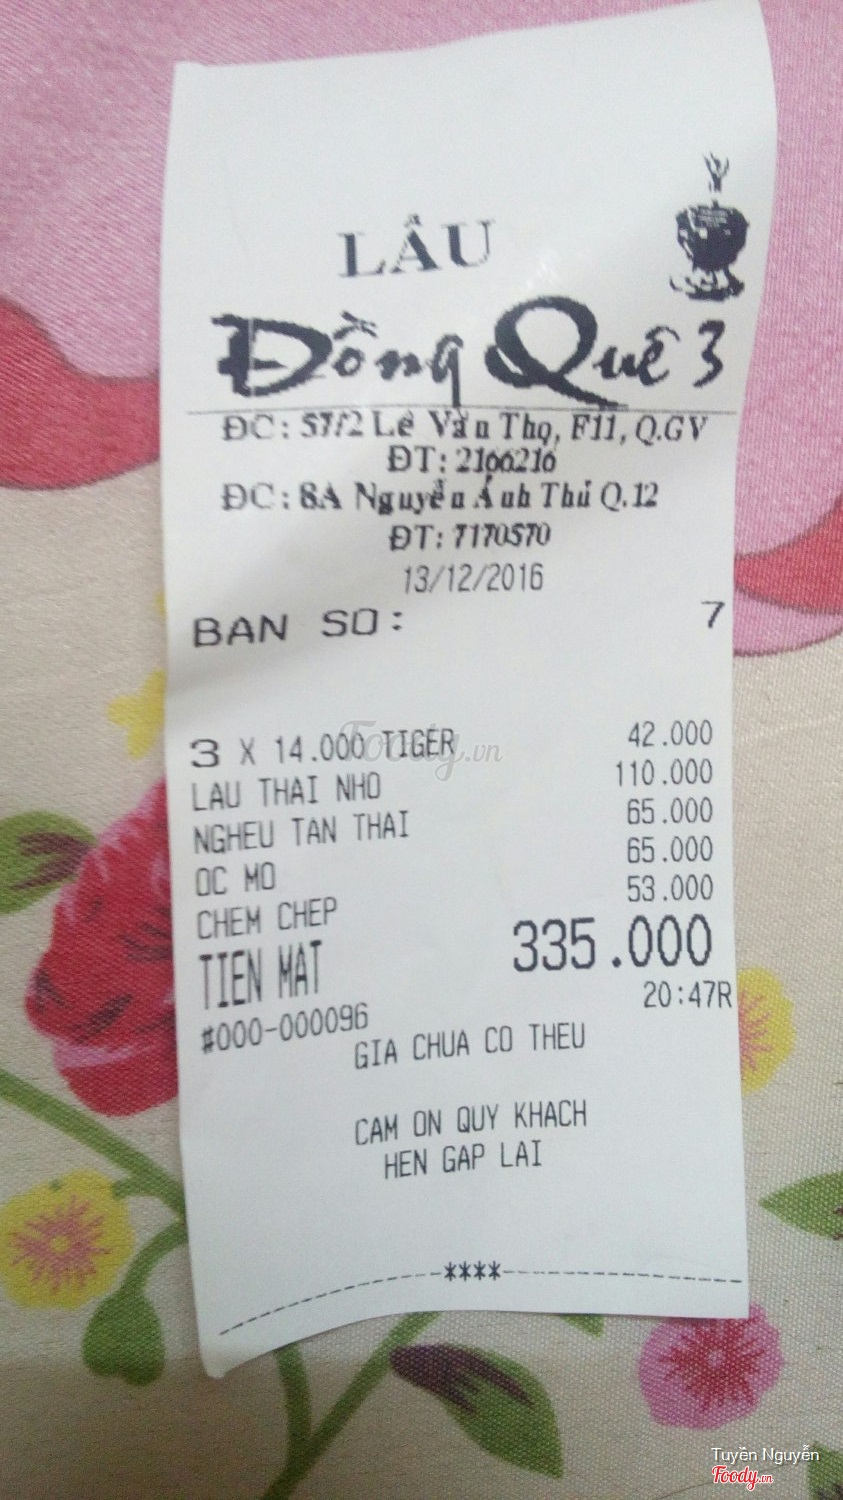 LẨU
Đồng Quê 3
ĐC: 57/2 Lê Văn Thọ, F11, Q.GV
ĐT: 2166216
ĐC: 8A Nguyễn Ảnh Thủ Q.12
ĐT: 7170570
13/12/2016
BAN SO: 7
3 X 14.000 TIGER 42.000
LAU THAI NHO 110.000
NGHEU TAN THAI 65.000
OC MO 65.000
CHEM CHEP 53.000
TIEN MAT 335.000
#000-000096 20:47R
GIA CHUA CO THEU
CAM ON QUY KHACH
HEN GAP LAI
****
Foody.vn
Tuyền Nguyễn
Foody.vn